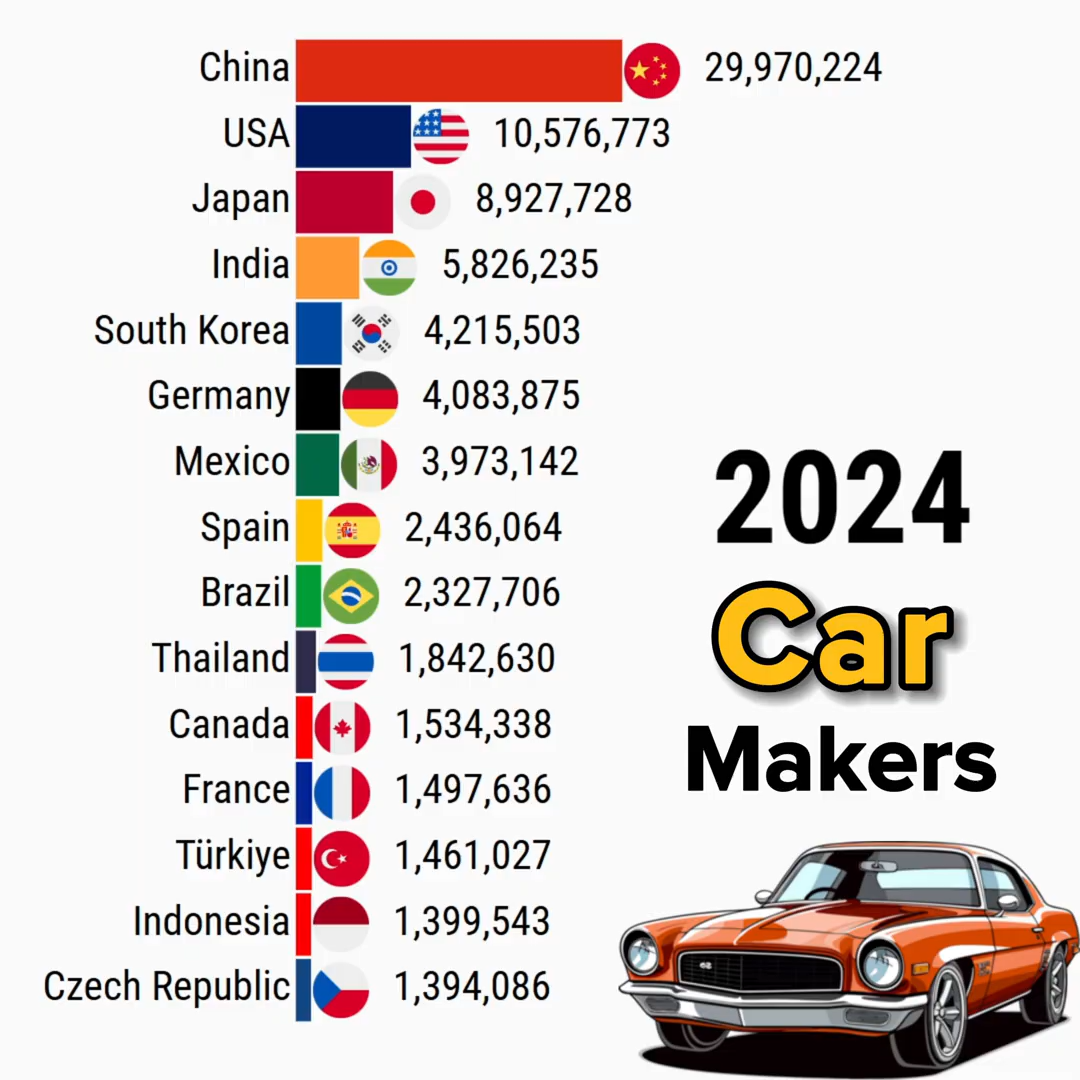 China 29,970,224
USA 10,576,773
Japan 8,927,728
India 5,826,235
South Korea 4,215,503
Germany 4,083,875
Mexico 3,973,142
Spain 2,436,064
Brazil 2,327,706
Thailand 1,842,630
Canada 1,534,338
France 1,497,636
Türkiye 1,461,027
Indonesia 1,399,543
Czech Republic 1,394,086
2024
Car
Makers